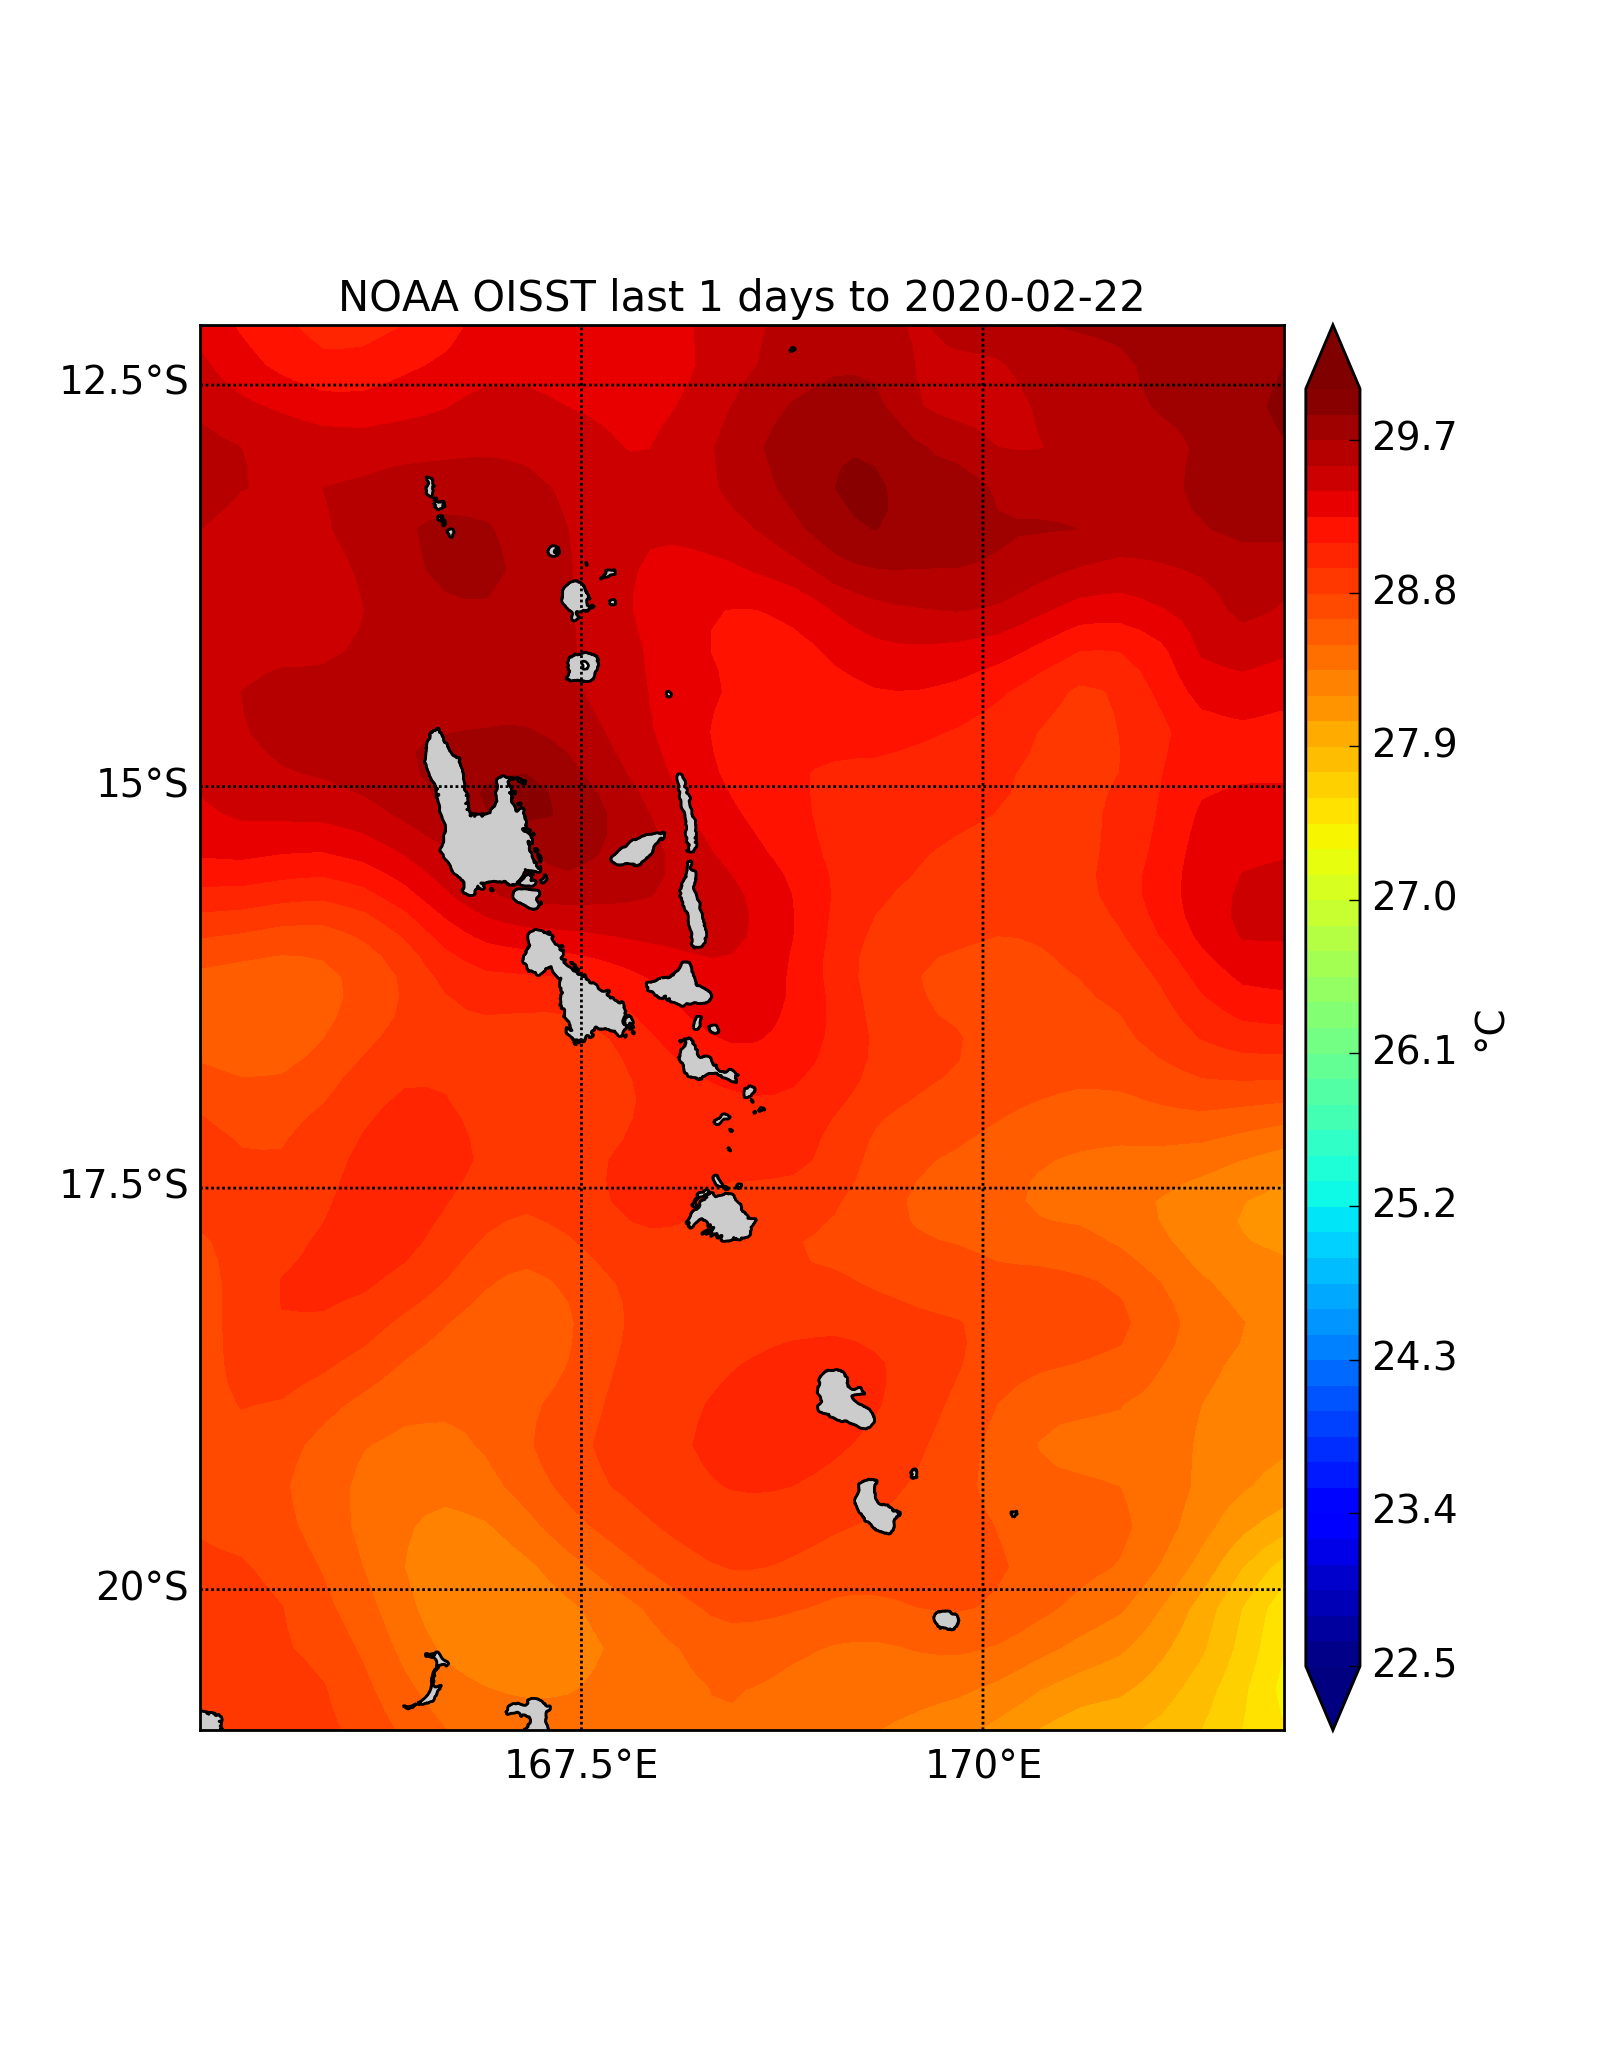 NOAA OISST last 1 days to 2020-02-22
12.5°S
15°S
17.5°S
20°S
167.5°E
170°E
29.7
28.8
27.9
27.0
26.1
25.2
24.3
23.4
22.5
°C